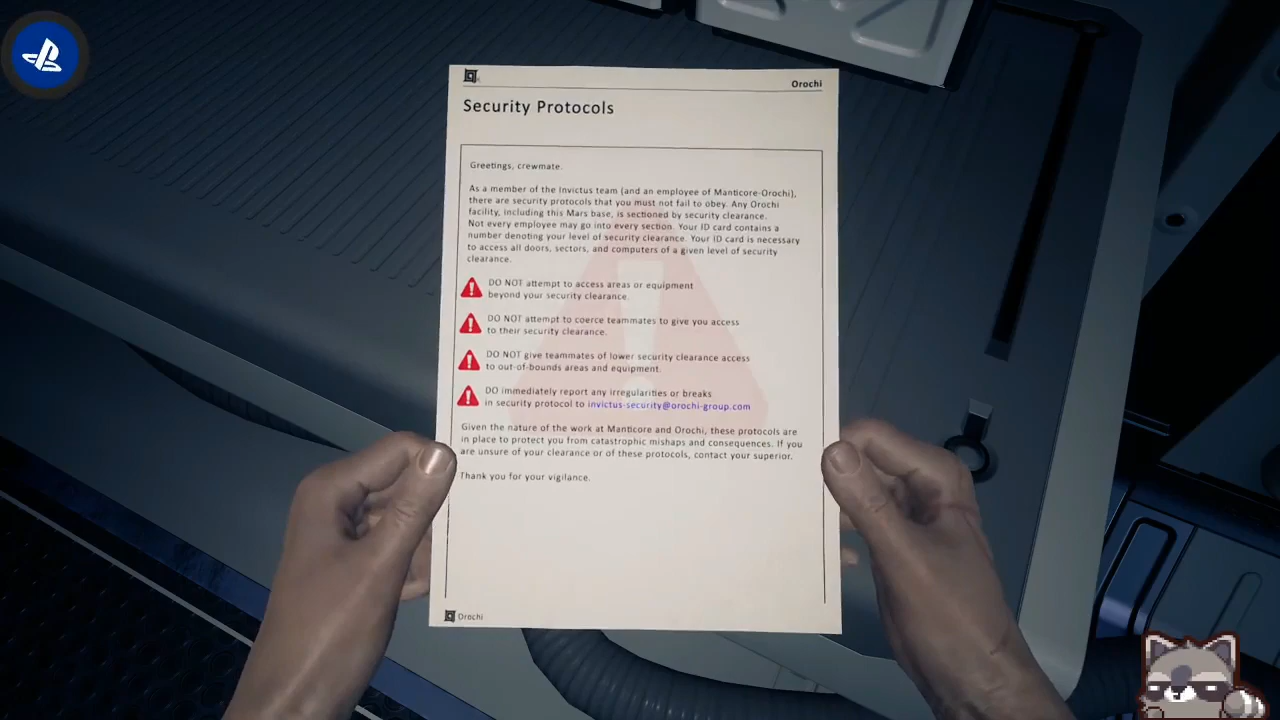 Orochi
Security Protocols
Greetings, crewmate.
As a member of the Invictus team (and an employee of Manticore-Orochi),
there are security protocols that you must not fail to obey. Any Orochi
facility, including this Mars base, is sectioned by security clearance.
Not every employee may go into every section. Your ID card contains a
number denoting your level of security clearance. Your ID card is necessary
to access all doors, sectors, and computers of a given level of security
clearance.
DO NOT attempt to access areas or equipment
beyond your security clearance.
DO NOT attempt to coerce teammates to give you access
to their security clearance.
DO NOT give teammates of lower security clearance access
to out-of-bounds areas and equipment.
DO immediately report any irregularities or breaks
in security protocol to invictus-security@orochi-group.com
Given the nature of the work at Manticore and Orochi, these protocols are
in place to protect you from catastrophic mishaps and consequences. If you
are unsure of your clearance or of these protocols, contact your superior.
Thank you for your vigilance.
Orochi